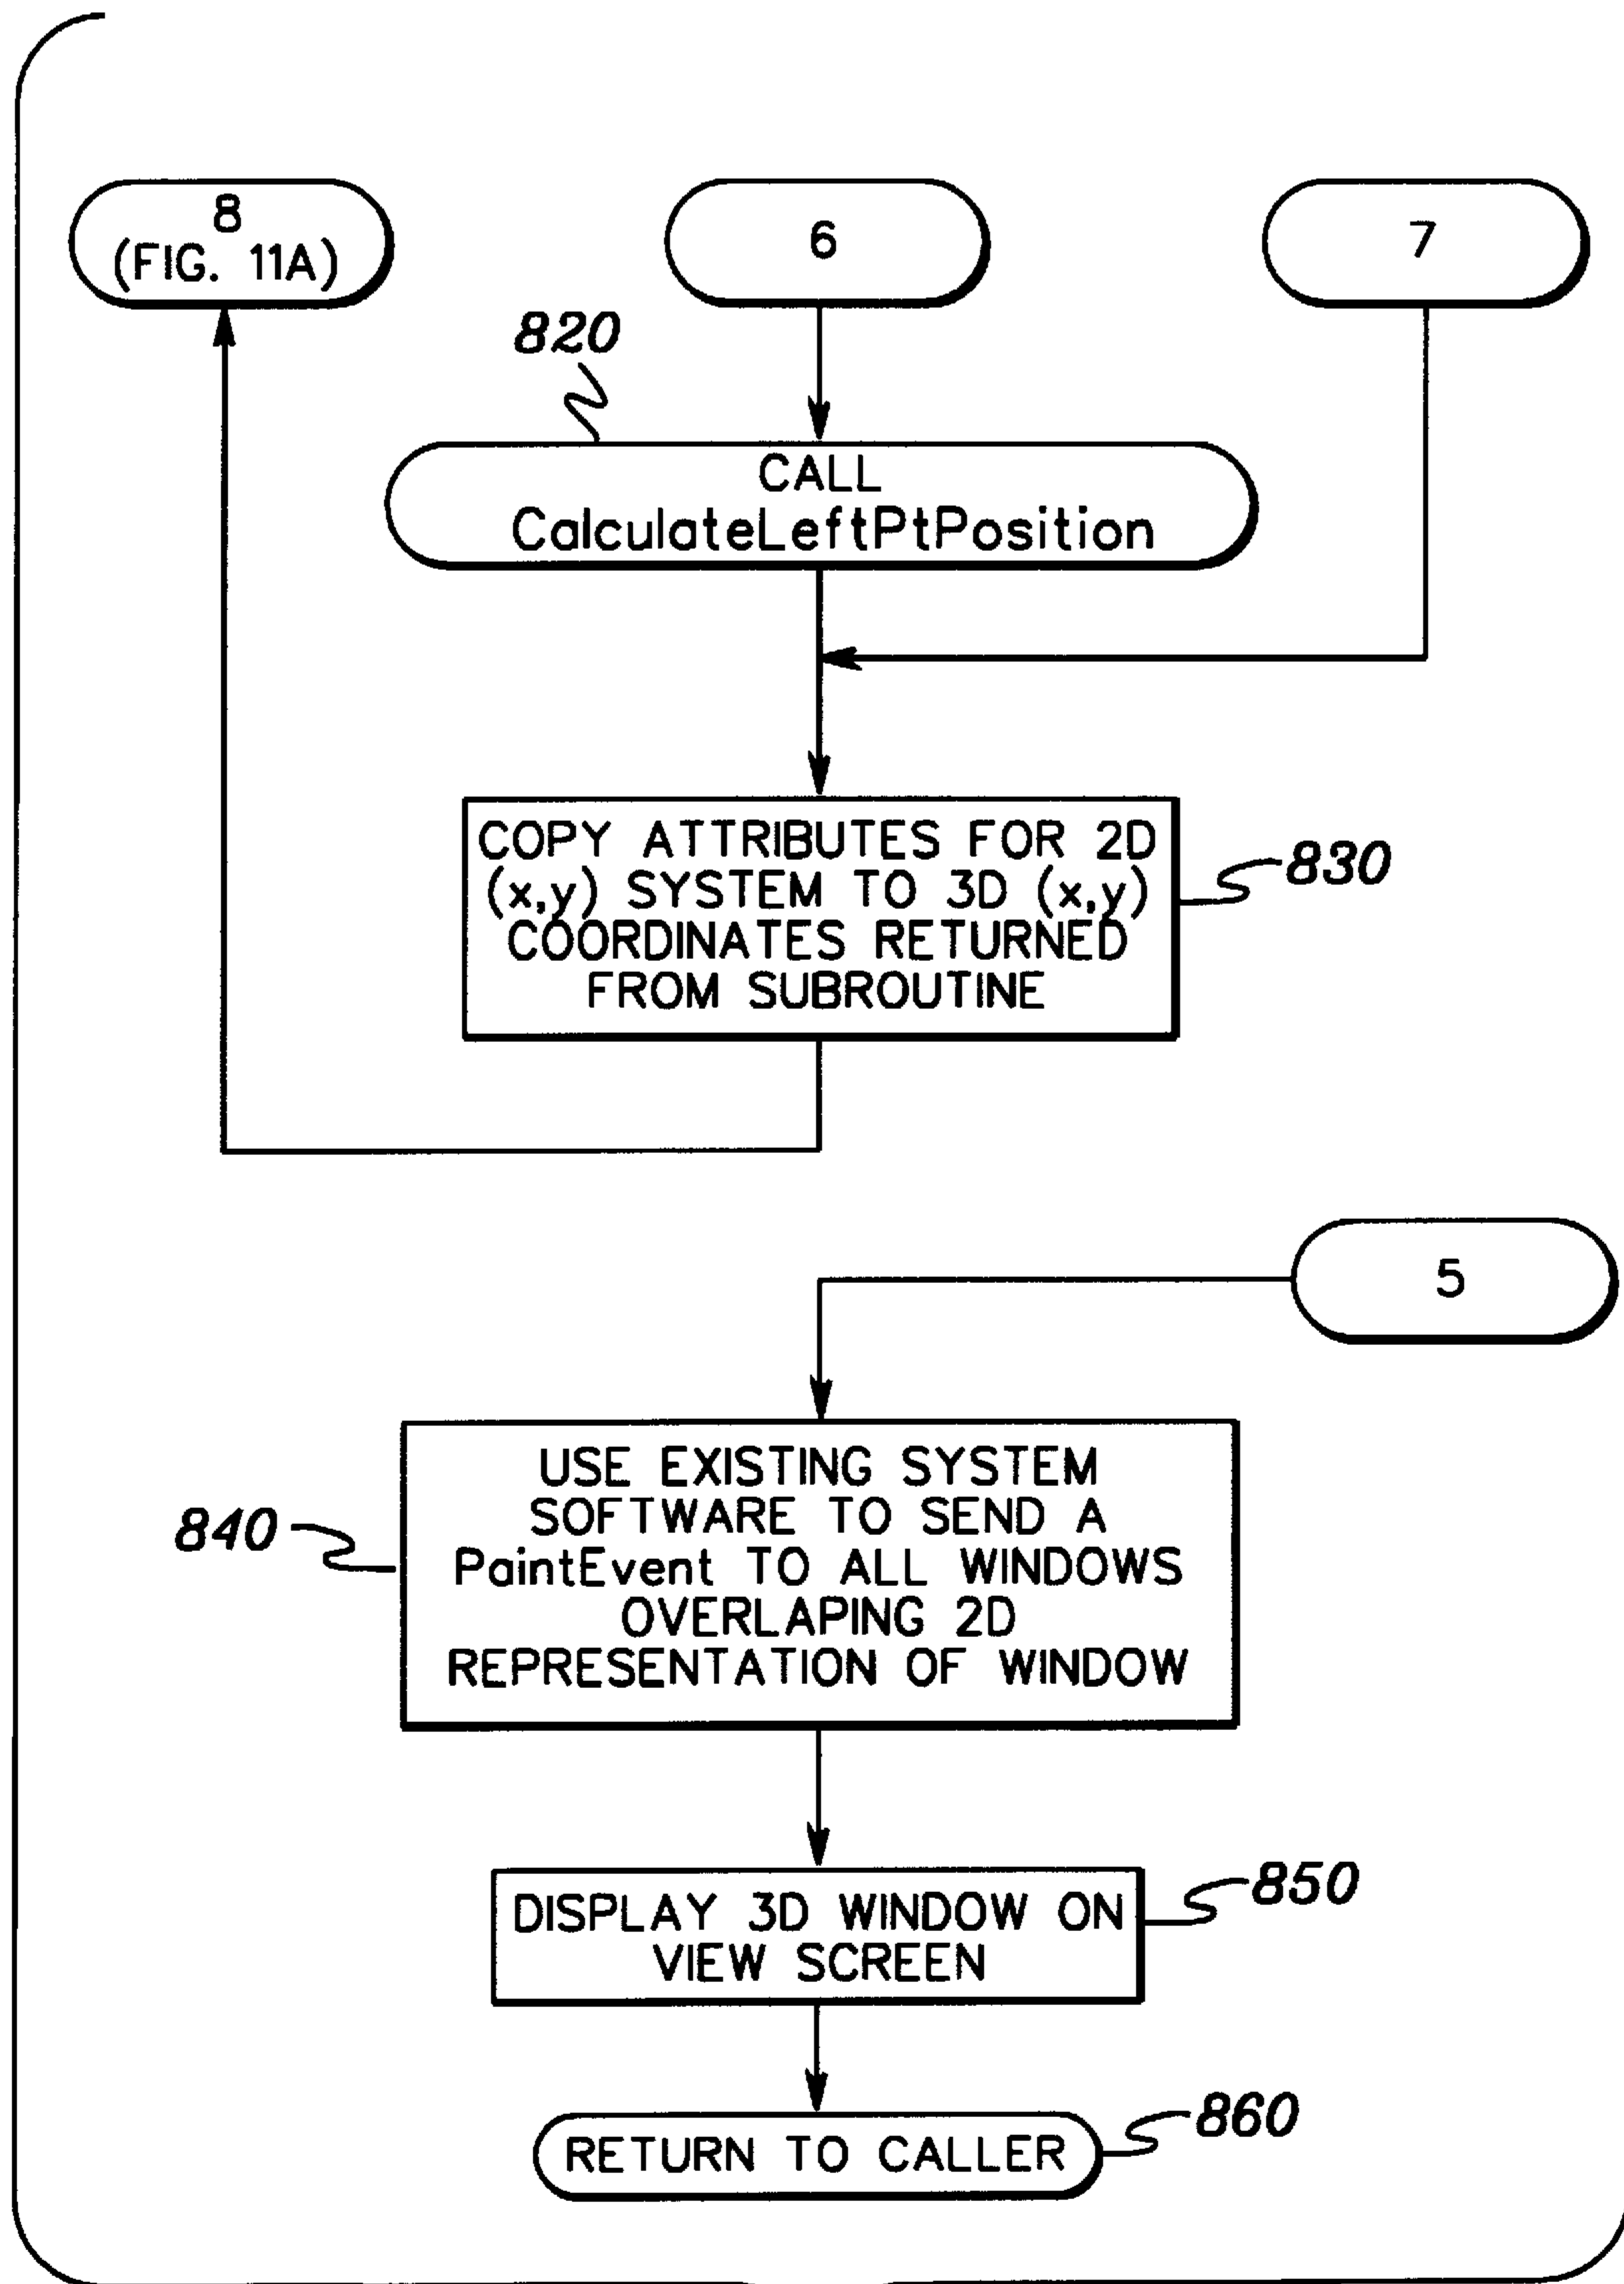 8
(FIG. 11A)
6
7
820
CALL
CalculateLeftPtPosition
COPY ATTRIBUTES FOR 2D
(x,y) SYSTEM TO 3D (x,y)
COORDINATES RETURNED
FROM SUBROUTINE
830
5
USE EXISTING SYSTEM
SOFTWARE TO SEND A
PaintEvent TO ALL WINDOWS
OVERLAPING 2D
REPRESENTATION OF WINDOW
840
DISPLAY 3D WINDOW ON
VIEW SCREEN
850
RETURN TO CALLER
860